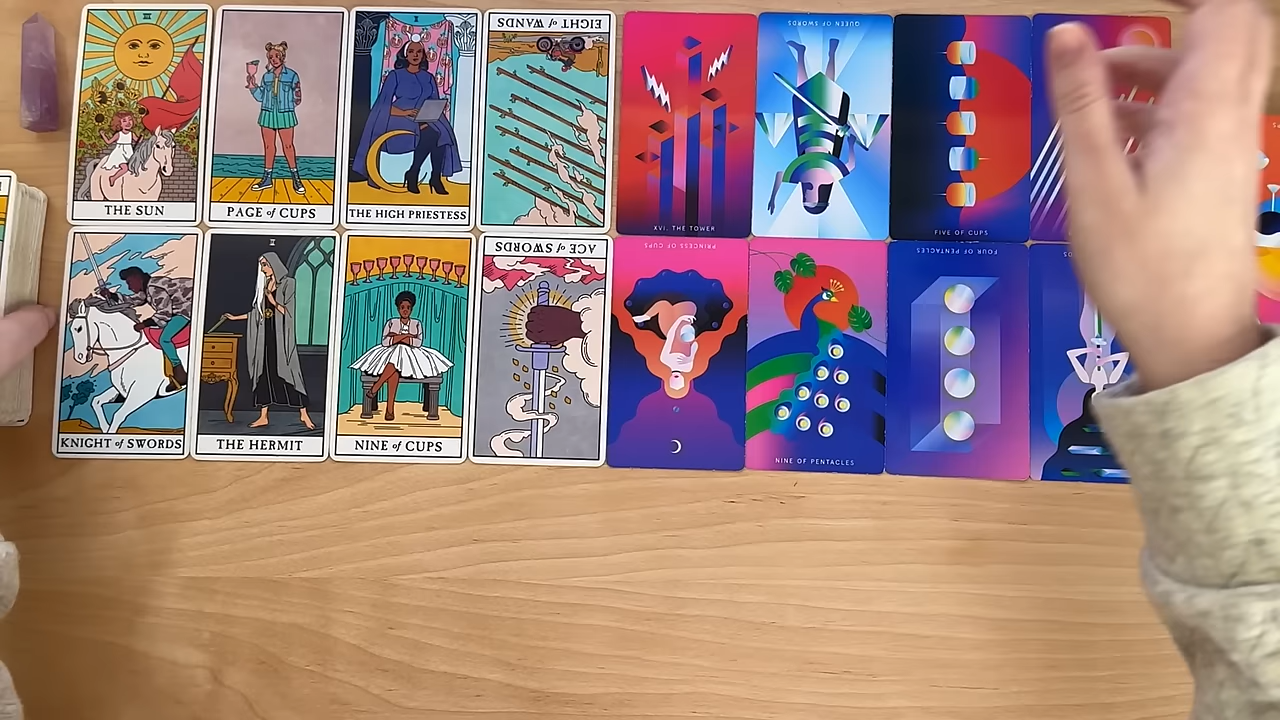 THE SUN
PAGE of CUPS
THE HIGH PRIESTESS
EIGHT of WANDS
XVI. THE TOWER
QUEEN OF SWORDS
FIVE OF CUPS
KNIGHT of SWORDS
THE HERMIT
NINE of CUPS
ACE of SWORDS
PRINCESS OF CUPS
NINE OF PENTACLES
FOUR OF PENTACLES